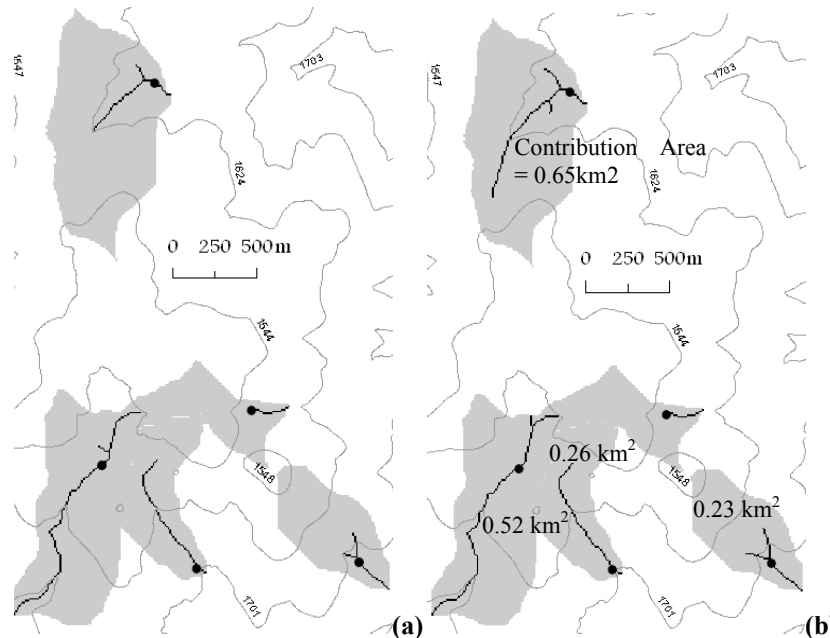 1547
1703
1624
0 250 500m
1544
1548
1701
(a)
1547
1703
Contribution Area
= 0.65km2
1624
0 250 500m
1544
0.26 km2
1548
0.23 km2
0.52 km2
1701
(b)